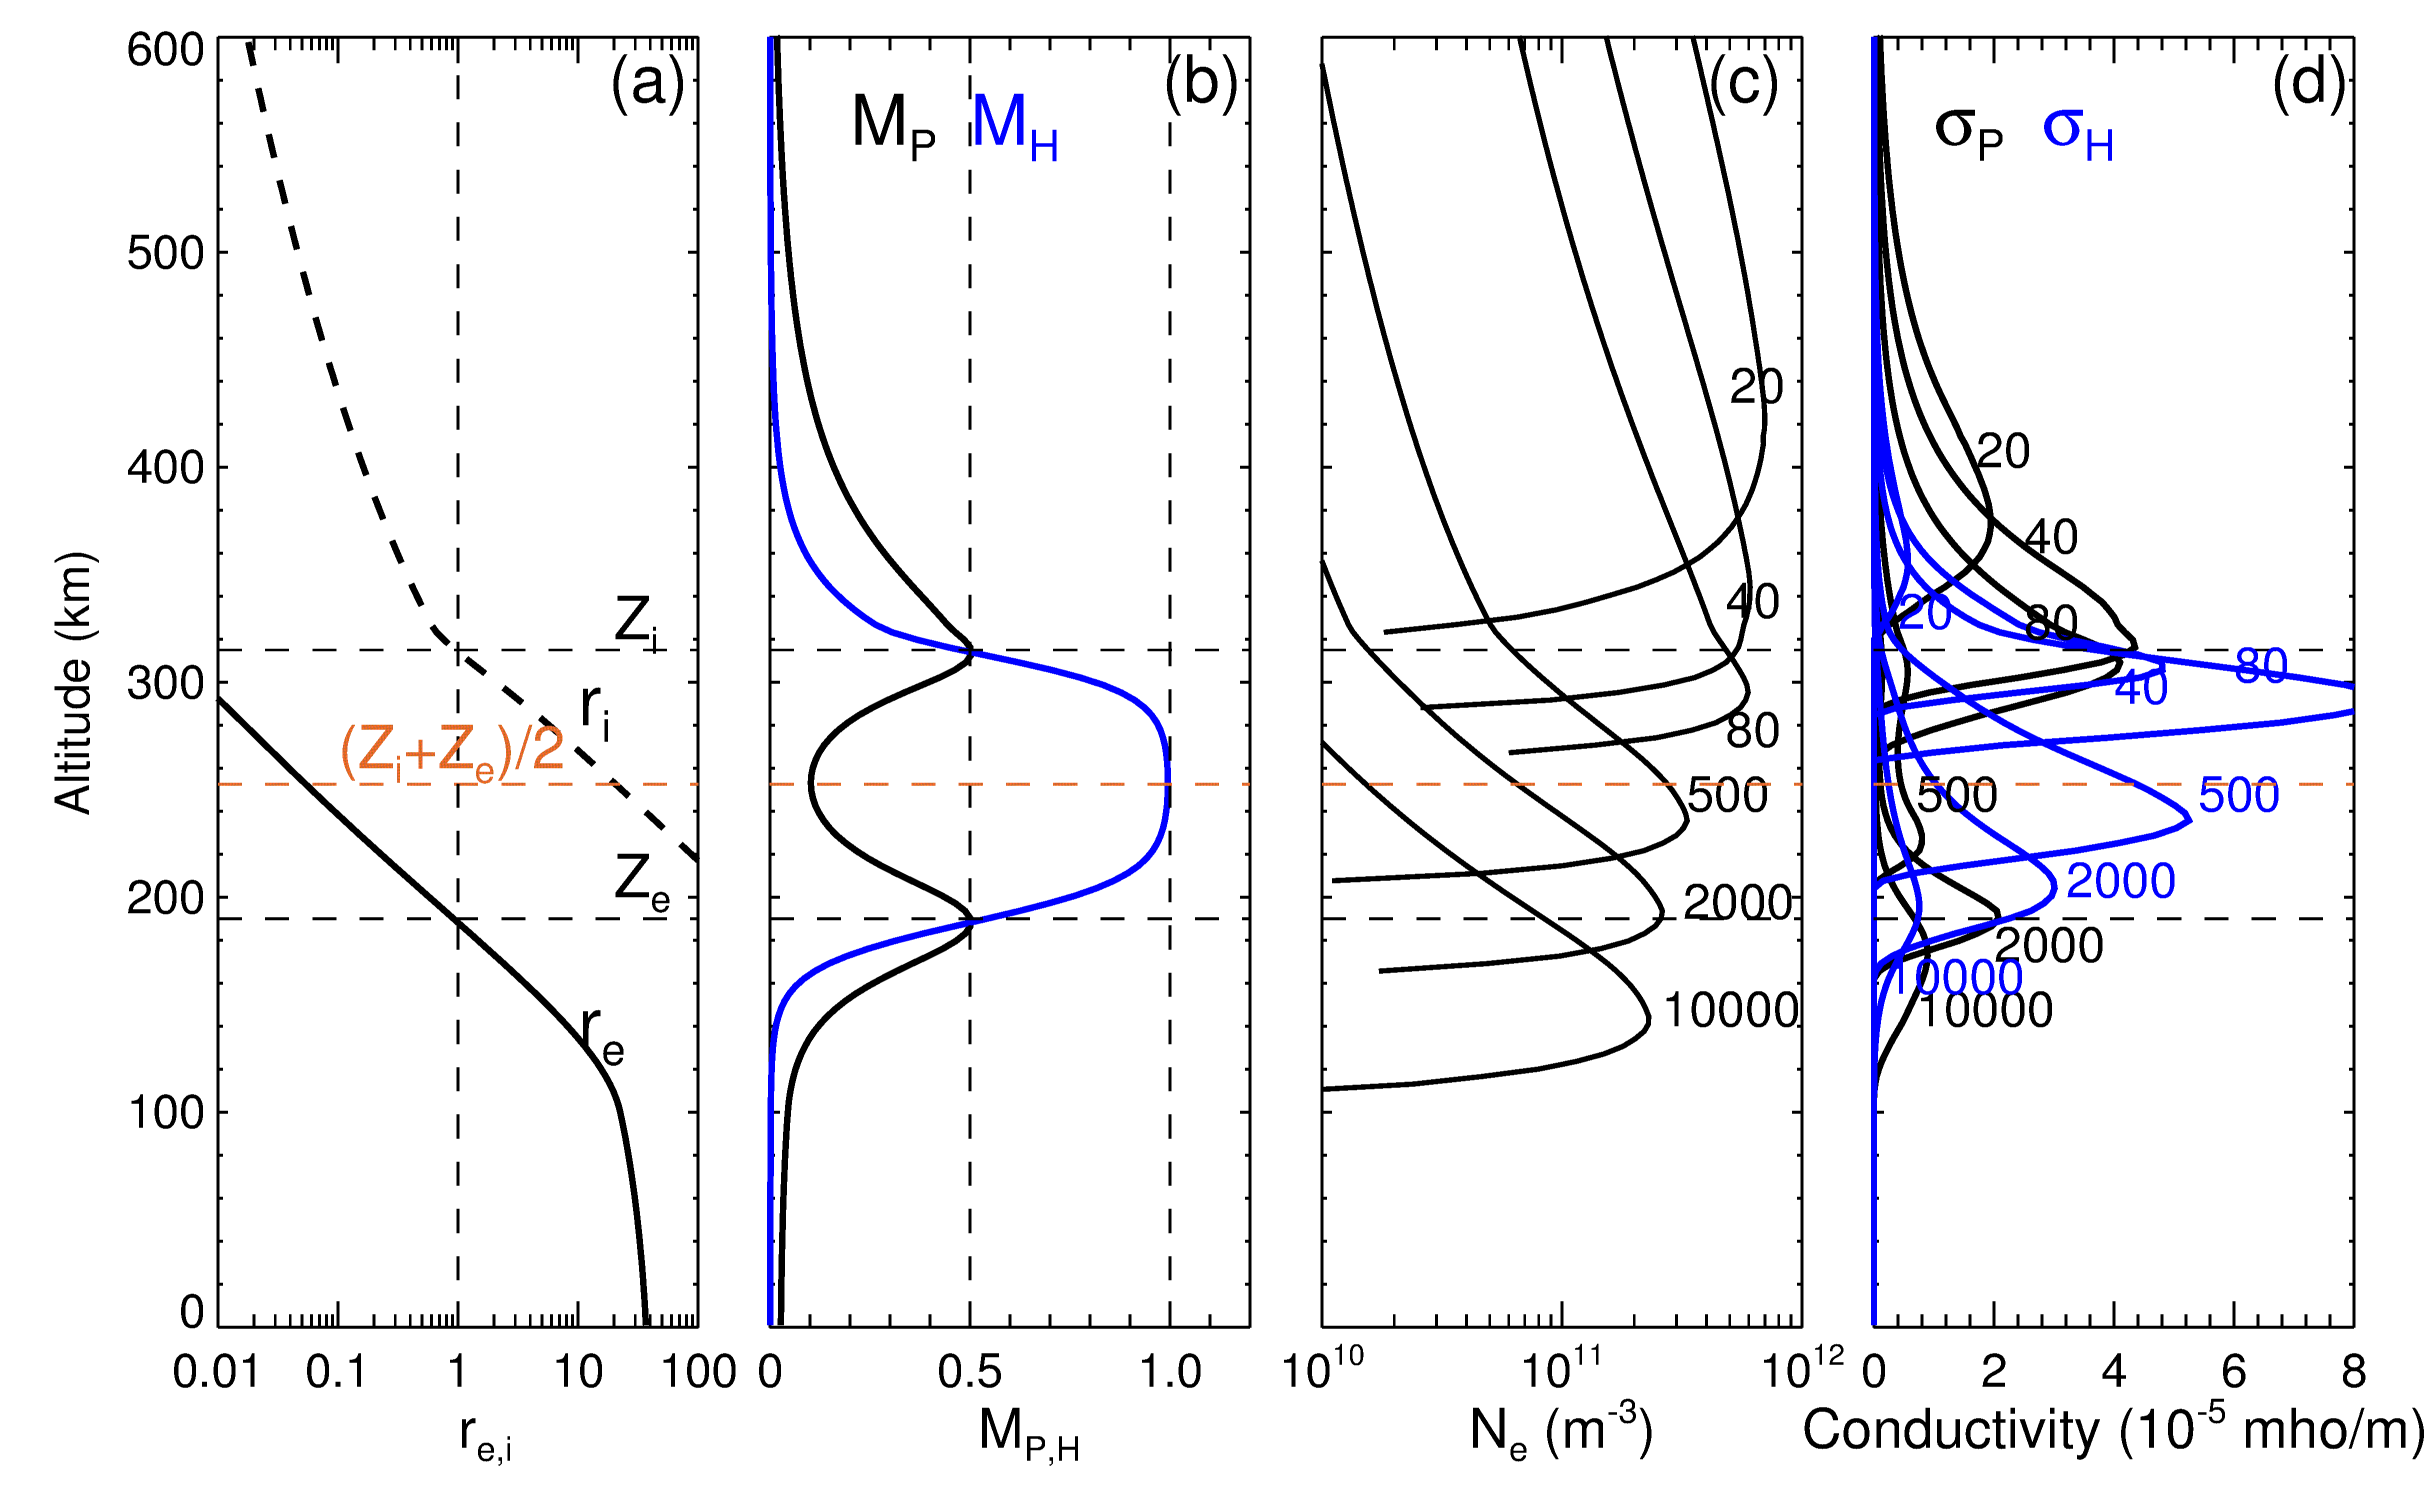 Altitude (km)
600
500
400
300
200
100
0
(a)
Z_i
r_i
(Z_i+Z_e)/2
Z_e
r_e
0.01 0.1 1 10 100
r_e,i
(b)
M_P M_H
0 0.5 1.0
M_P,H
(c)
20
40
80
500
2000
10000
10^10 10^11 10^12
N_e (m^-3)
(d)
σ_P σ_H
20
40
20
80
80
40
500 500
2000
2000
10000
10000
0 2 4 6 8
Conductivity (10^-5 mho/m)